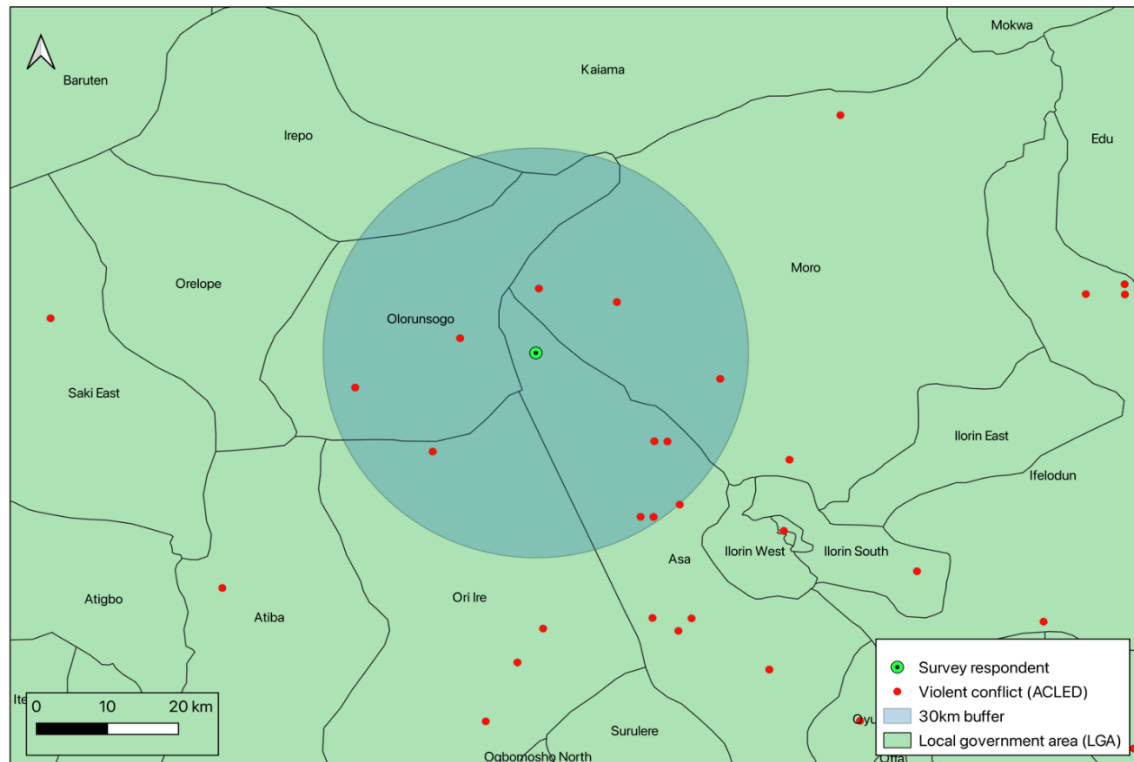 Mokwa
Kaiama
Baruten
Irepo
Edu
Moro
Orelope
Olorunsogo
Saki East
Ilorin East
Ifelodun
Ilorin West
Ilorin South
Asa
Atigbo
Ori Ire
Atiba
Survey respondent
Violent conflict (ACLED)
30km buffer
Local government area (LGA)
0 10 20 km
Surulere
Ogbomosho North